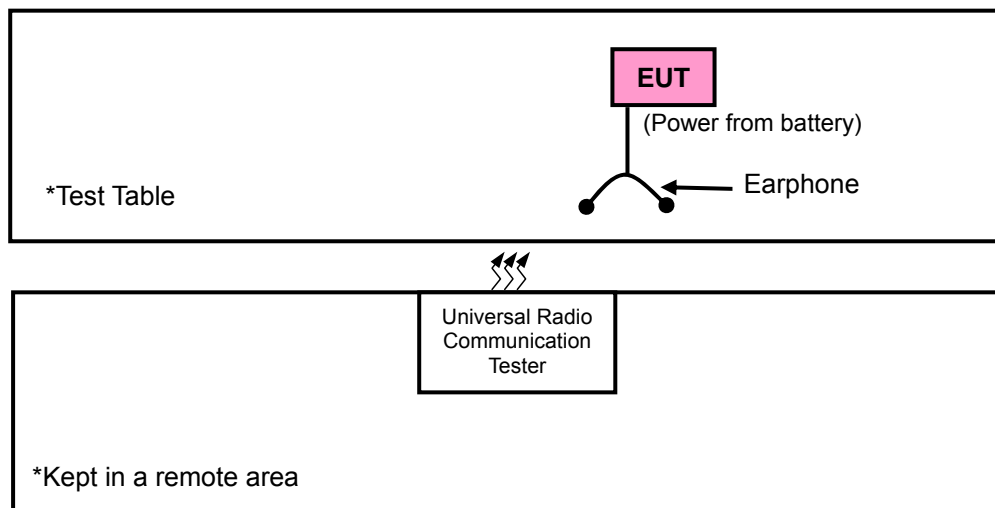 EUT
(Power from battery)
Earphone
*Test Table
Universal Radio
Communication
Tester
*Kept in a remote area